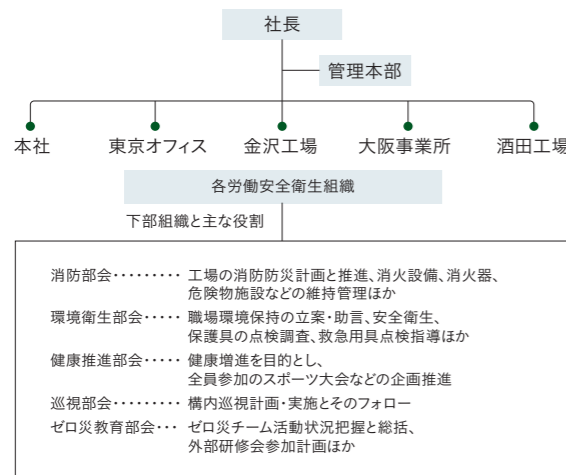 社長
管理本部
本社 東京オフィス 金沢工場 大阪事業所 酒田工場
各労働安全衛生組織
下部組織と主な役割
消防部会‥‥‥‥‥ 工場の消防防災計画と推進、消火設備、消火器、
危険物施設などの維持管理ほか
環境衛生部会‥‥‥ 職場環境保持の立案・助言、安全衛生、
保護具の点検調査、救急用具点検指導ほか
健康推進部会‥‥‥ 健康増進を目的とし、
全員参加のスポーツ大会などの企画推進
巡視部会‥‥‥‥‥ 構内巡視計画・実施とそのフォロー
ゼロ災教育部会‥‥ ゼロ災チーム活動状況把握と総括、
外部研修会参加計画ほか